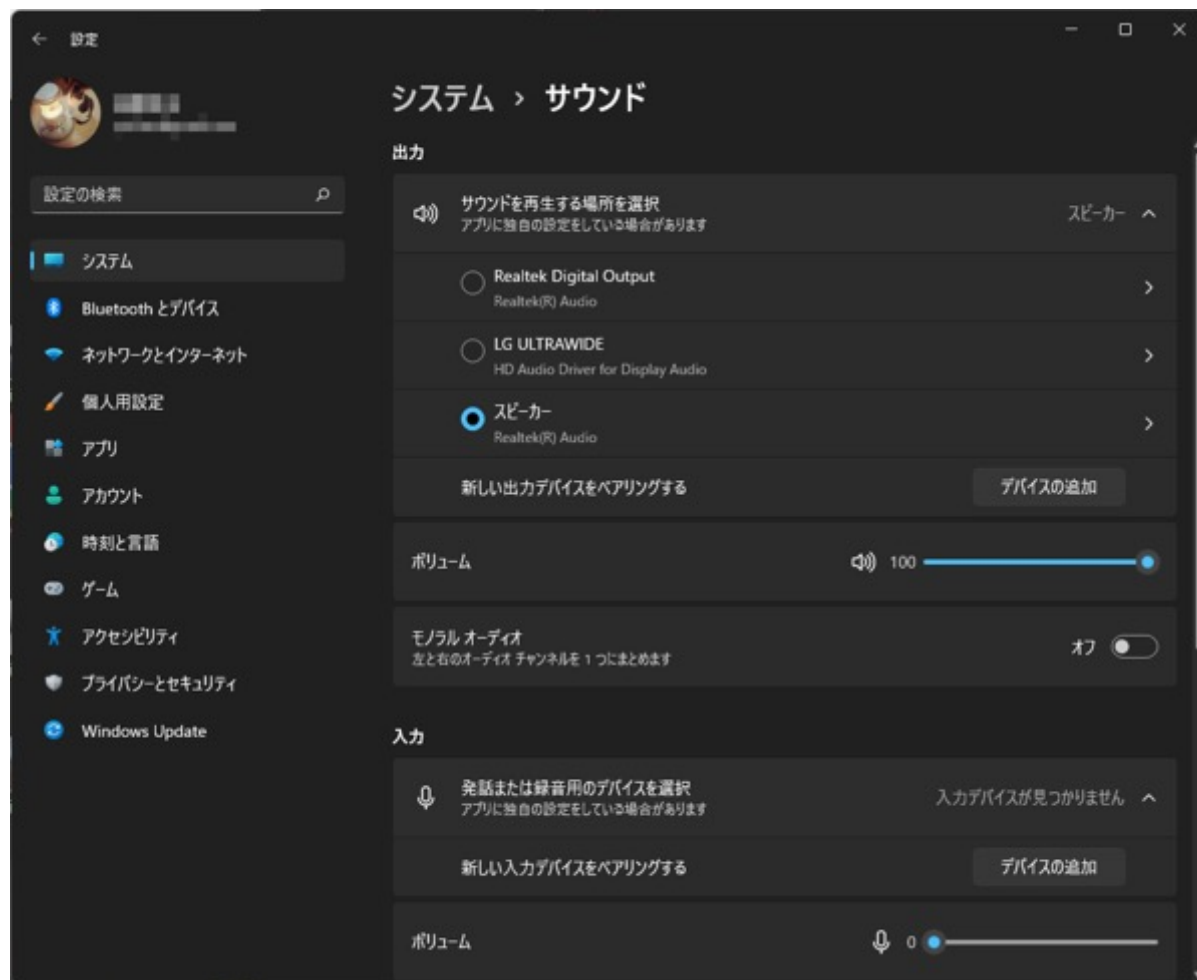 設定
システム › サウンド
設定の検索
システム
Bluetooth とデバイス
ネットワークとインターネット
個人用設定
アプリ
アカウント
時刻と言語
ゲーム
アクセシビリティ
プライバシーとセキュリティ
Windows Update
出力
サウンドを再生する場所を選択
アプリに独自の設定をしている場合があります
スピーカー
Realtek Digital Output
Realtek(R) Audio
LG ULTRAWIDE
HD Audio Driver for Display Audio
スピーカー
Realtek(R) Audio
新しい出力デバイスをペアリングする
デバイスの追加
ボリューム
100
モノラル オーディオ
左と右のオーディオ チャンネルを 1 つにまとめます
オフ
入力
発話または録音用のデバイスを選択
アプリに独自の設定をしている場合があります
入力デバイスが見つかりません
新しい入力デバイスをペアリングする
デバイスの追加
ボリューム
0